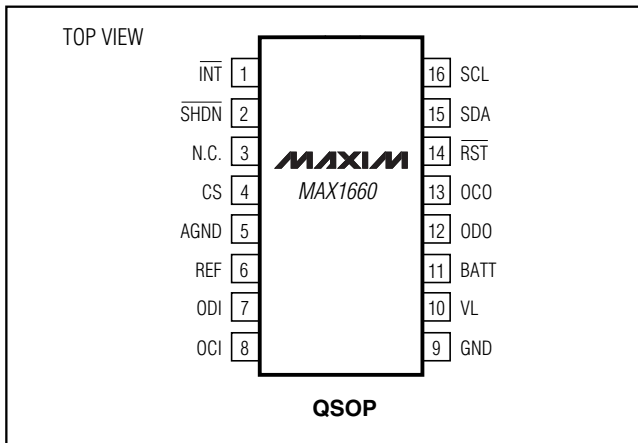 TOP VIEW
INT 1
SHDN 2
N.C. 3
CS 4
AGND 5
REF 6
ODI 7
OCI 8
MAXIM
MAX1660
16 SCL
15 SDA
14 RST
13 OCO
12 ODO
11 BATT
10 VL
9 GND
QSOP